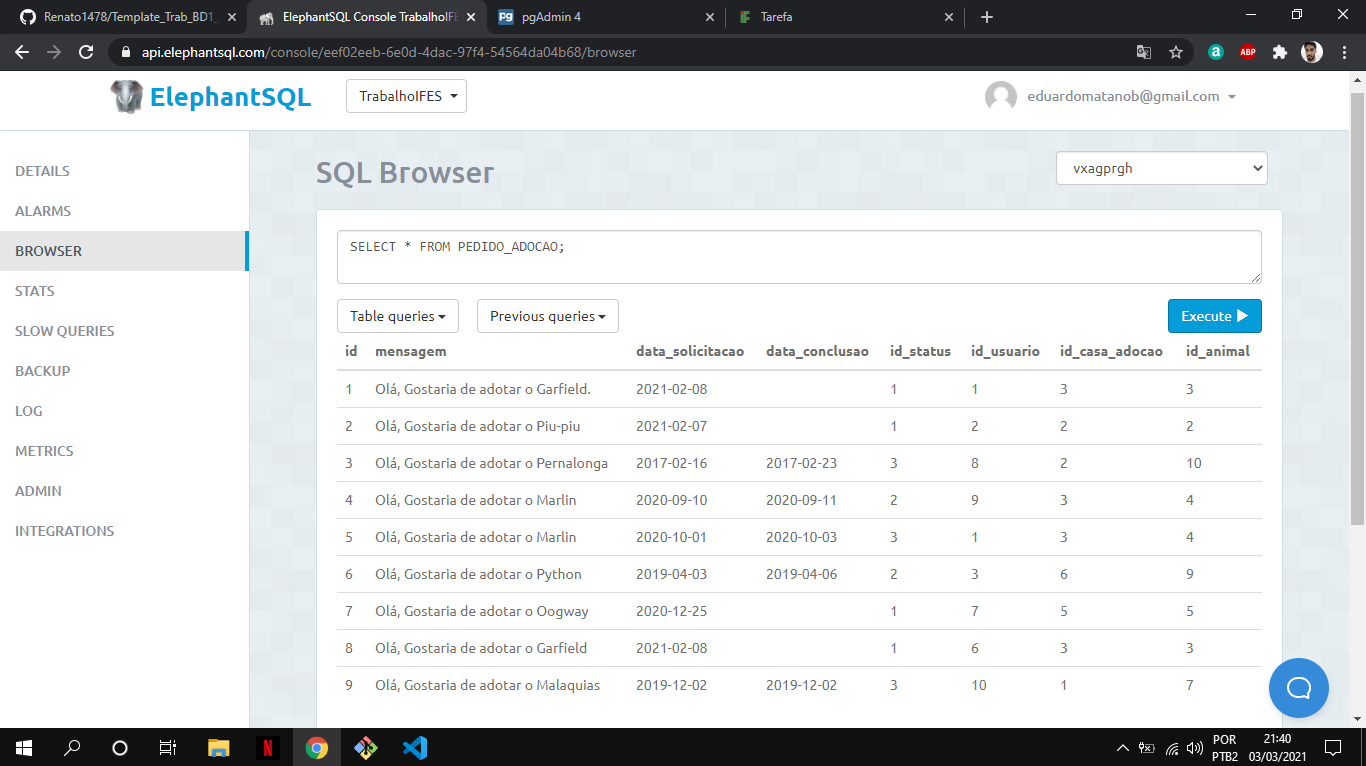 Renato1478/Template_Trab_BD1_
ElephantSQL Console TrabalhoIFE
pgAdmin 4
Tarefa
api.elephantsql.com/console/eef02eeb-6e0d-4dac-97f4-54564da04b68/browser
ElephantSQL
TrabalhoIFES
eduardomatanob@gmail.com
DETAILS
ALARMS
BROWSER
STATS
SLOW QUERIES
BACKUP
LOG
METRICS
ADMIN
INTEGRATIONS
SQL Browser
vxagprgh
SELECT * FROM PEDIDO_ADOCAO;
Table queries
Previous queries
Execute
id mensagem data_solicitacao data_conclusao id_status id_usuario id_casa_adocao id_animal
1 Olá, Gostaria de adotar o Garfield. 2021-02-08 1 1 3 3
2 Olá, Gostaria de adotar o Piu-piu 2021-02-07 1 2 2 2
3 Olá, Gostaria de adotar o Pernalonga 2017-02-16 2017-02-23 3 8 2 10
4 Olá, Gostaria de adotar o Marlin 2020-09-10 2020-09-11 2 9 3 4
5 Olá, Gostaria de adotar o Marlin 2020-10-01 2020-10-03 3 1 3 4
6 Olá, Gostaria de adotar o Python 2019-04-03 2019-04-06 2 3 6 9
7 Olá, Gostaria de adotar o Oogway 2020-12-25 1 7 5 5
8 Olá, Gostaria de adotar o Garfield 2021-02-08 1 6 3 3
9 Olá, Gostaria de adotar o Malaquias 2019-12-02 2019-12-02 3 10 1 7
POR
PTB2
21:40
03/03/2021